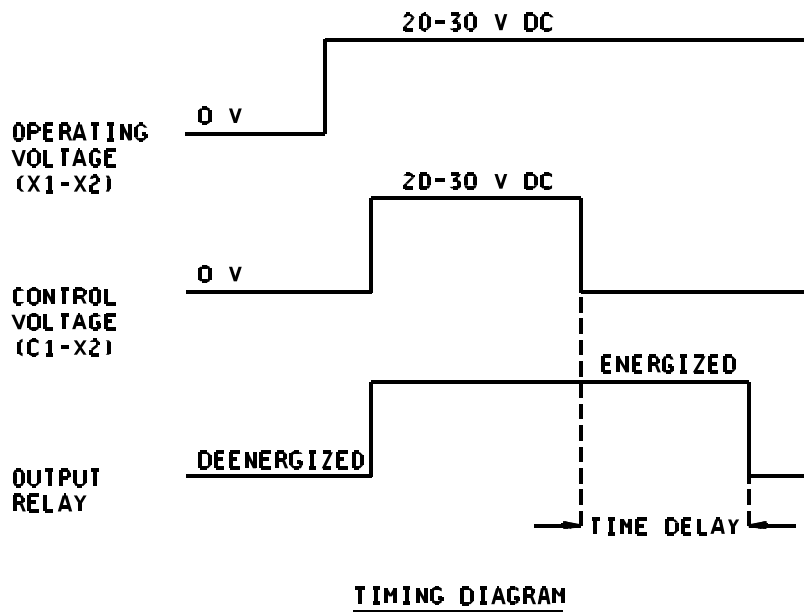 20-30 V DC
0 V
OPERATING
VOLTAGE
(X1-X2)
20-30 V DC
0 V
CONTROL
VOLTAGE
(C1-X2)
ENERGIZED
DEENERGIZED
OUTPUT
RELAY
TIME DELAY
TIMING DIAGRAM